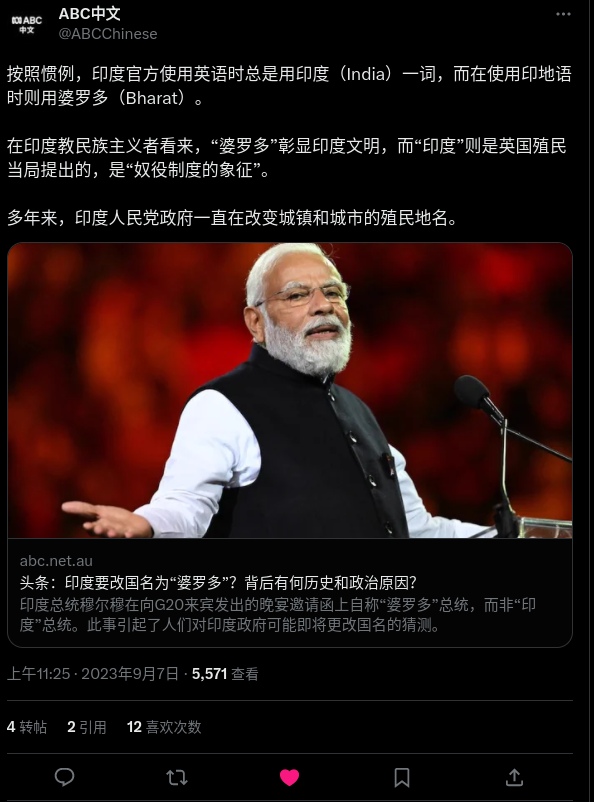 ABC中文
ABC
中文
@ABCChinese
按照惯例，印度官方使用英语时总是用印度（India）一词，而在使用印地语
时则用婆罗多（Bharat）。
在印度教民族主义者看来，“婆罗多”彰显印度文明，而“印度”则是英国殖民
当局提出的，是“奴役制度的象征”。
多年来，印度人民党政府一直在改变城镇和城市的殖民地名。
abc.net.au
头条：印度要改国名为“婆罗多”？背后有何历史和政治原因？
印度总统穆尔穆在向G20来宾发出的晚宴邀请函上自称“婆罗多”总统，而非“印
度”总统。此事引起了人们对印度政府可能即将更改国名的猜测。
上午11:25 · 2023年9月7日 · 5,571 查看
4 转帖 2 引用 12 喜欢次数